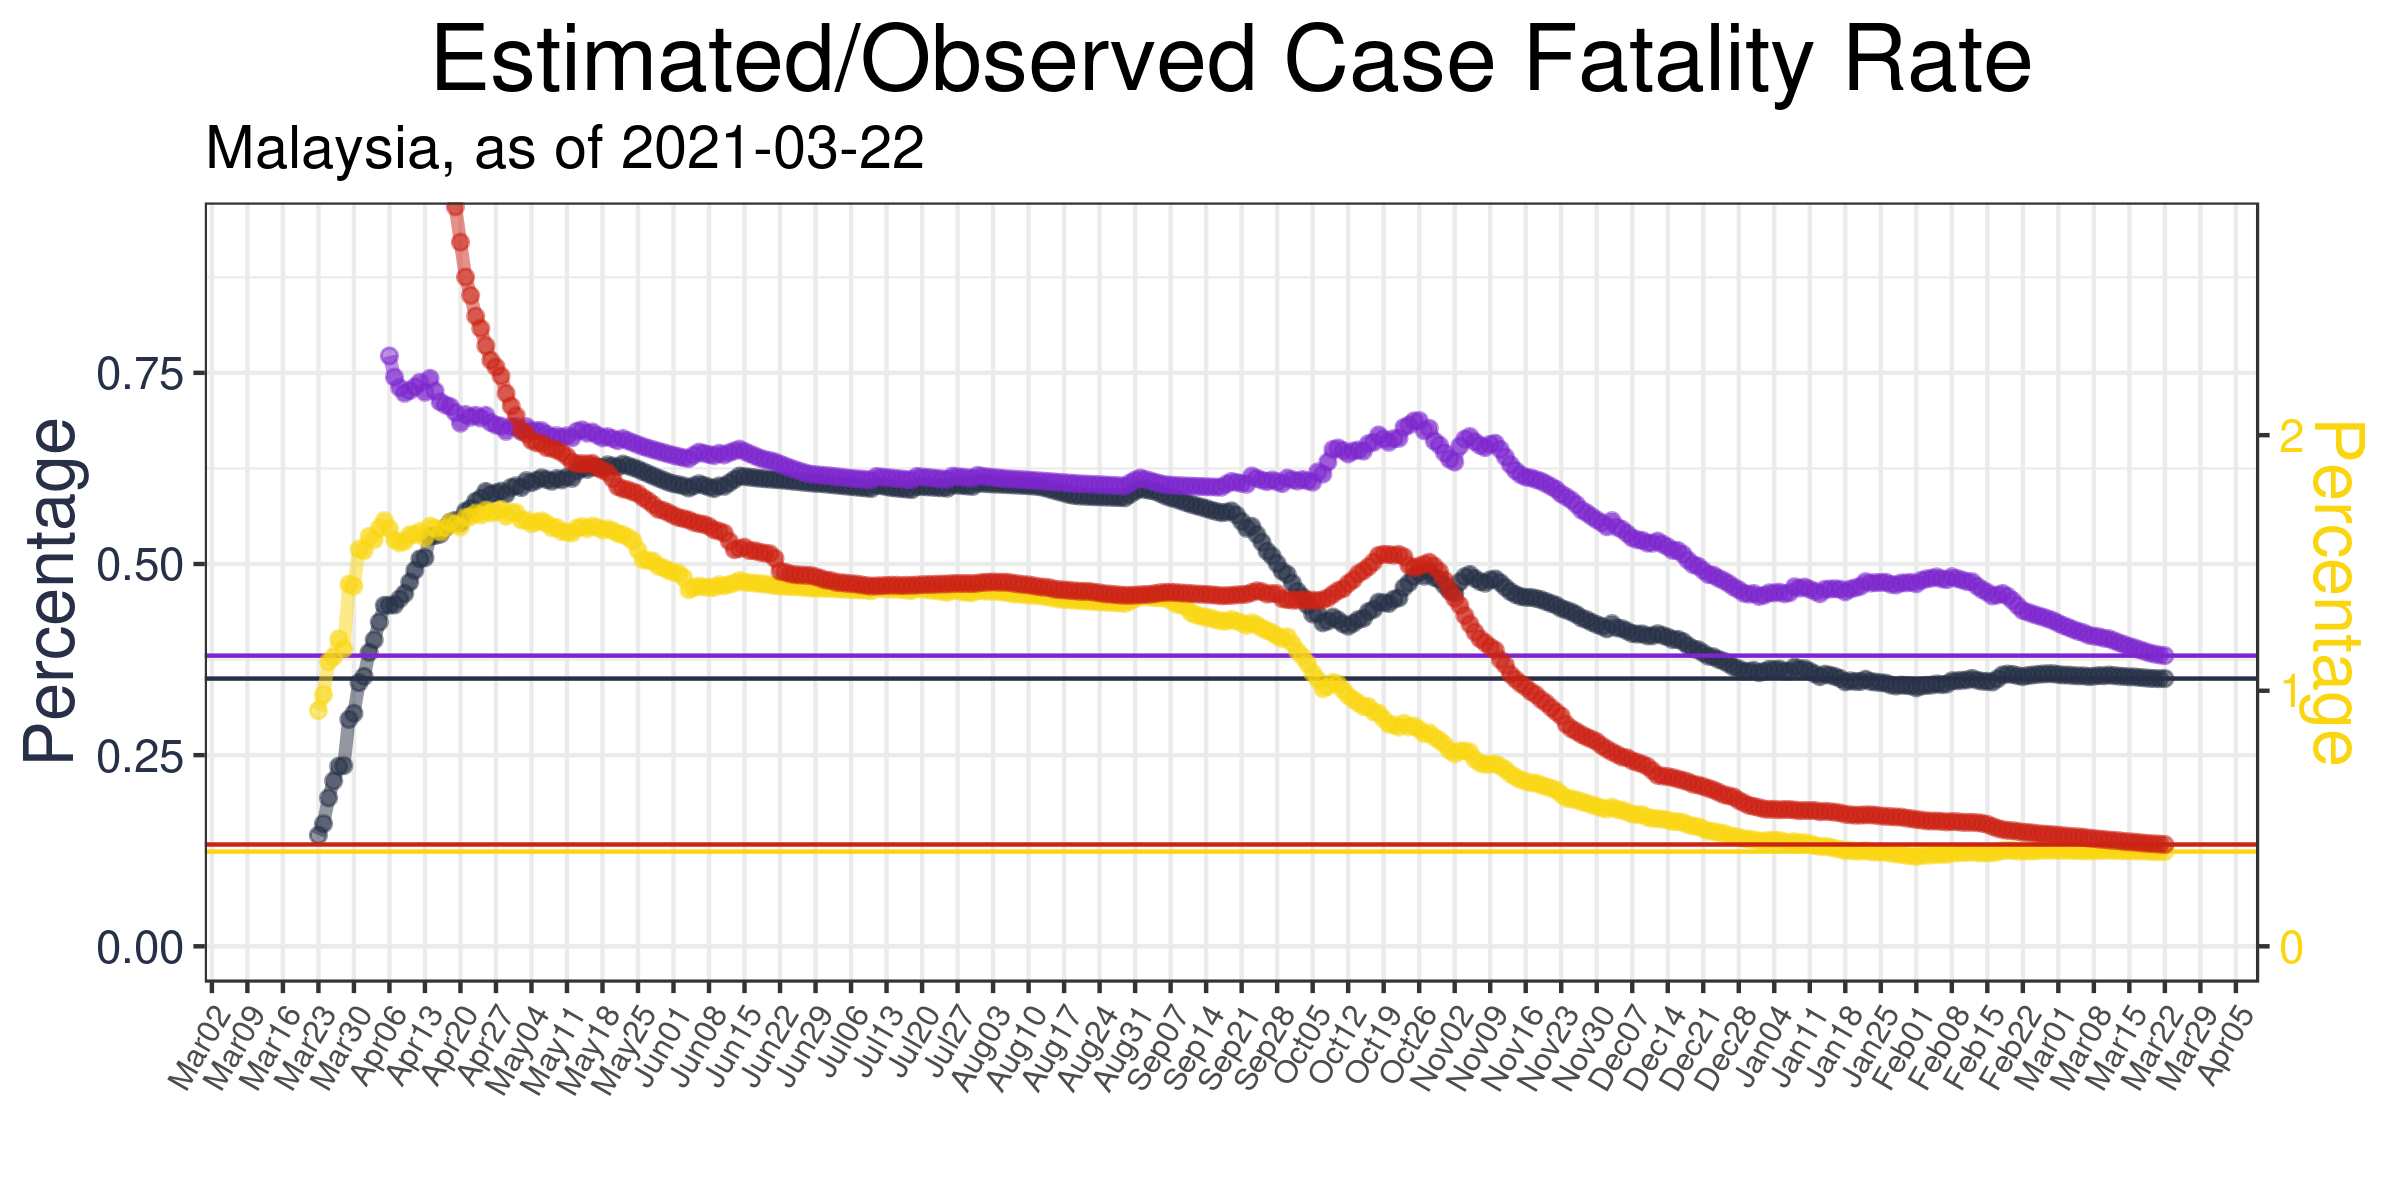 Estimated/Observed Case Fatality Rate
Malaysia, as of 2021-03-22
Percentage
0.75
0.50
0.25
0.00
2
1
0
Percentage
Mar02
Mar09
Mar16
Mar23
Mar30
Apr06
Apr13
Apr20
Apr27
May04
May11
May18
May25
Jun01
Jun08
Jun15
Jun22
Jun29
Jul06
Jul13
Jul20
Jul27
Aug03
Aug10
Aug17
Aug24
Aug31
Sep07
Sep14
Sep21
Sep28
Oct05
Oct12
Oct19
Oct26
Nov02
Nov09
Nov16
Nov23
Nov30
Dec07
Dec14
Dec21
Dec28
Jan04
Jan11
Jan18
Jan25
Feb01
Feb08
Feb15
Feb22
Mar01
Mar08
Mar15
Mar22
Mar29
Apr05